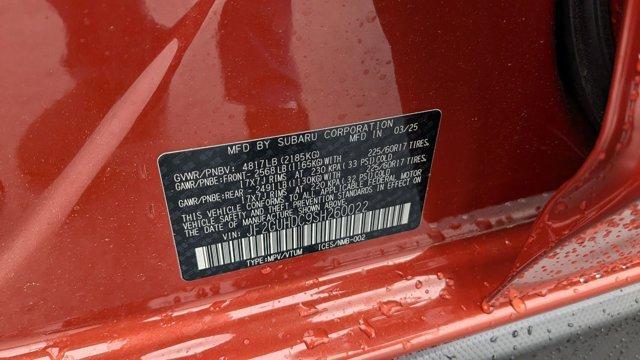 MFD BY SUBARU CORPORATION
MFD IN 03/25
GVWR/PNBV: 4817LB (2185KG)
GAWR/PNBE:FRONT- 2568LB (1165KG)WITH 225/60R17 TIRES.
17X7J RIMS AT 230 KPA (33 PSI)COLD
GAWR/PNBE:REAR - 2491LB (1130KG)WITH 225/60R17 TIRES.
17X7J RIMS AT 220 KPA (32 PSI)COLD
THIS VEHICLE CONFORMS TO ALL APPLICABLE FEDERAL MOTOR
VEHICLE SAFETY STANDARDS IN EFFECT ON THE DATE OF
MANUFACTURE SHOWN ABOVE.
VIN: JF2GUHDC9SH260022
TYPE:MPV/VTUM ICES/NMB-002